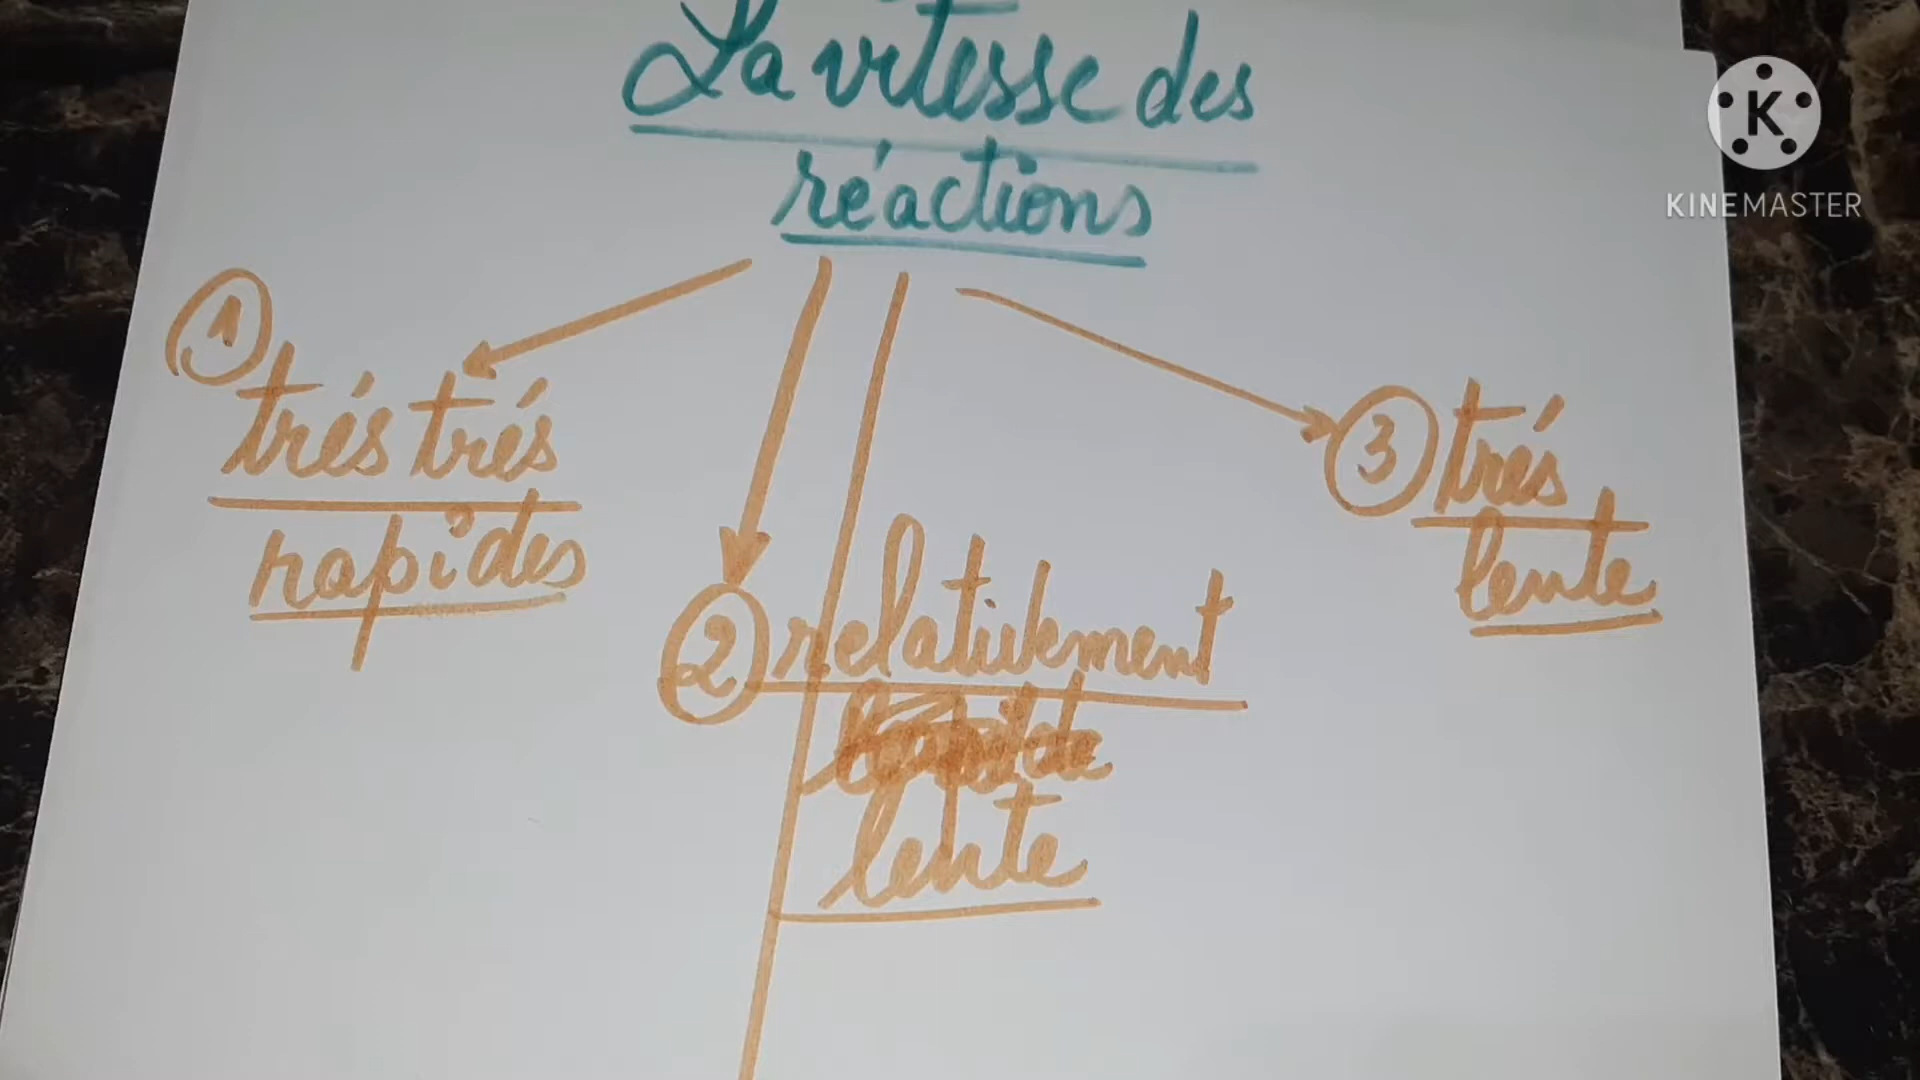 La vitesse des
réactions
1
trés trés
rapides
2 relativement
lente
3 trés
lente
K
KINEMASTER